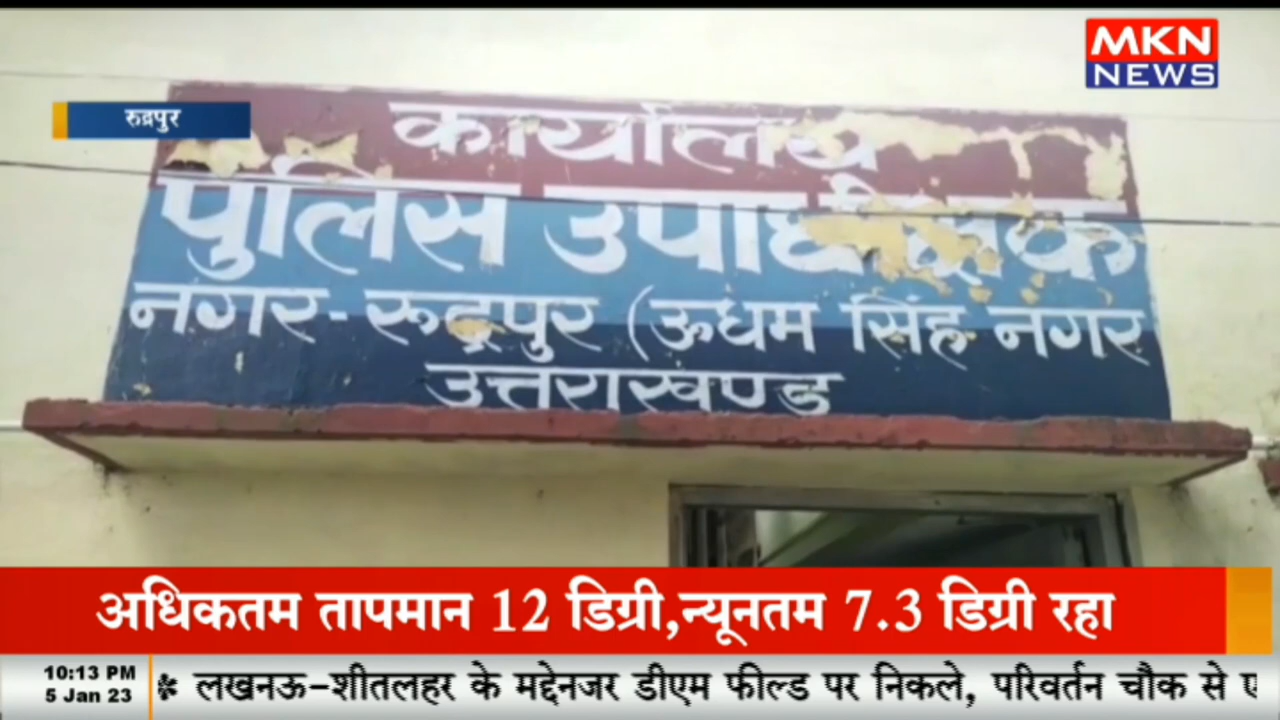 MKN
NEWS
रुद्रपुर
कार्यालय
पुलिस उपाधीक्षक
नगर-रूद्रपुर (ऊधम सिंह नगर
उत्तराखण्ड
अधिकतम तापमान 12 डिग्री,न्यूनतम 7.3 डिग्री रहा
10:13 PM
5 Jan 23
❉ लखनऊ-शीतलहर के मद्देनजर डीएम फील्ड पर निकले, परिवर्तन चौक से